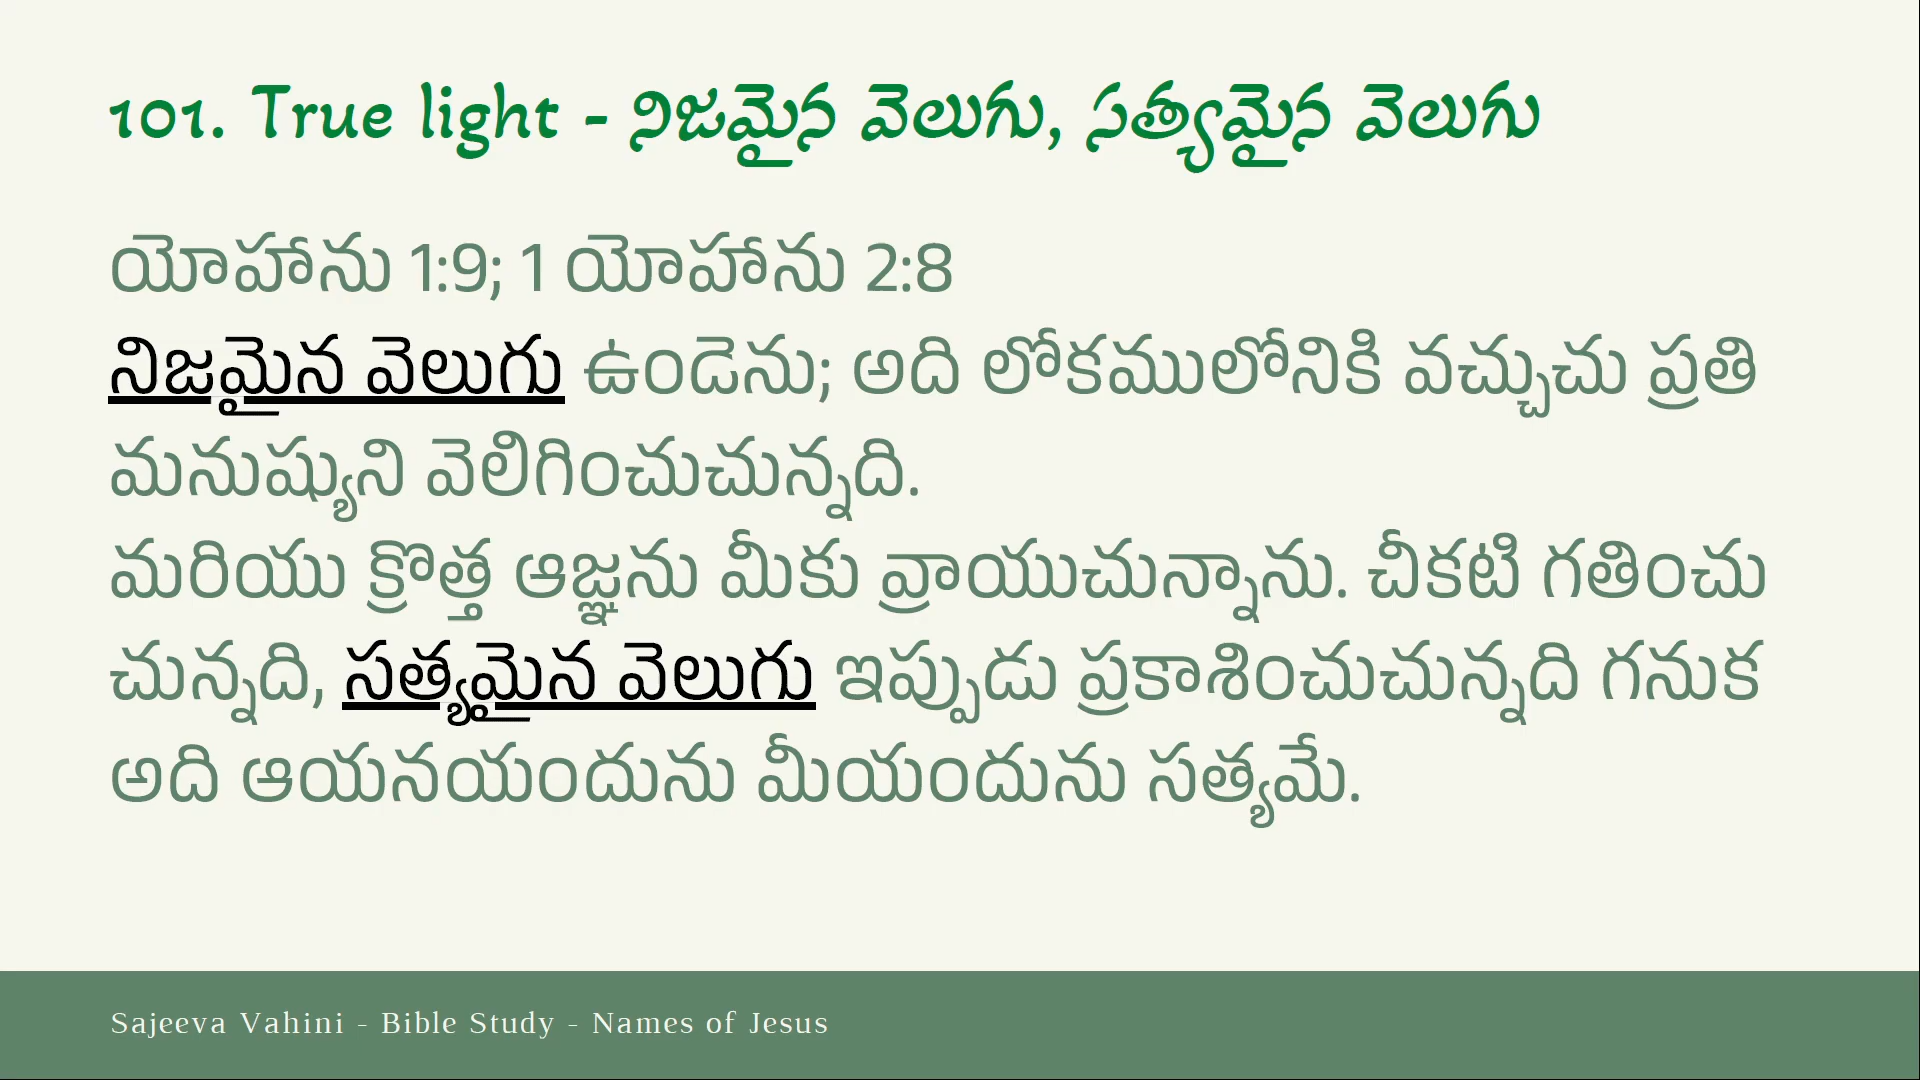 101. True light - నిజమైన వెలుగు, సత్యమైన వెలుగు
యోహాను 1:9; 1 యోహాను 2:8
నిజమైన వెలుగు ఉండెను; అది లోకములోనికి వచ్చుచు ప్రతి
మనుష్యుని వెలిగించుచున్నది.
మరియు క్రొత్త ఆజ్ఞను మీకు వ్రాయుచున్నాను. చీకటి గతించు
చున్నది, సత్యమైన వెలుగు ఇప్పుడు ప్రకాశించుచున్నది గనుక
అది ఆయనయందును మీయందును సత్యమే.
Sajeeva Vahini - Bible Study - Names of Jesus